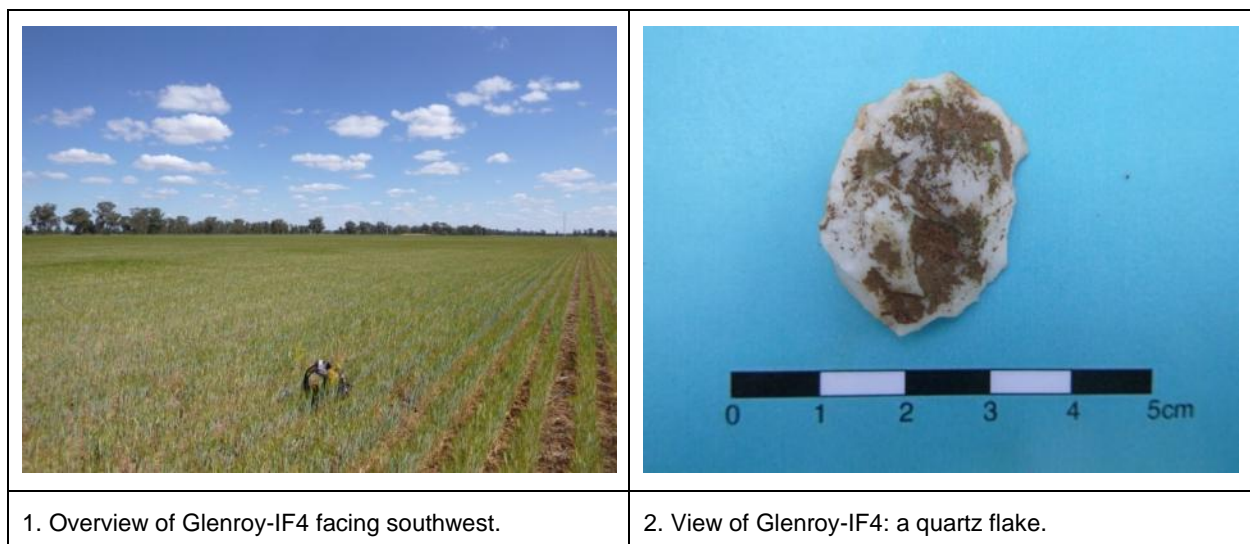 0 1 2 3 4 5cm
1. Overview of Glenroy-IF4 facing southwest.
2. View of Glenroy-IF4: a quartz flake.